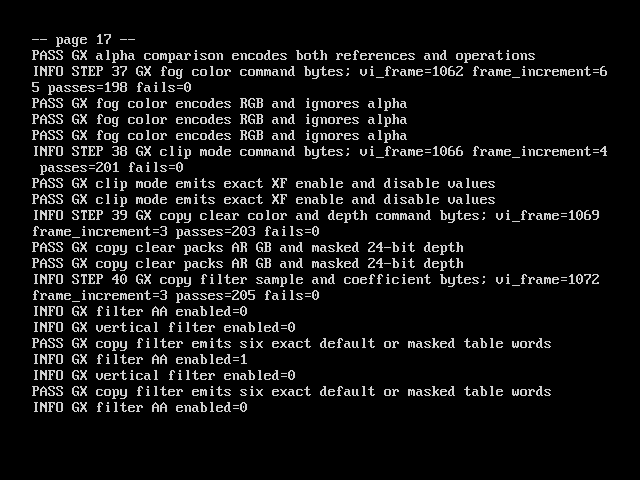 -- page 17 --
PASS GX alpha comparison encodes both references and operations
INFO STEP 37 GX fog color command bytes; vi_frame=1062 frame_increment=6
5 passes=198 fails=0
PASS GX fog color encodes RGB and ignores alpha
PASS GX fog color encodes RGB and ignores alpha
PASS GX fog color encodes RGB and ignores alpha
INFO STEP 38 GX clip mode command bytes; vi_frame=1066 frame_increment=4
 passes=201 fails=0
PASS GX clip mode emits exact XF enable and disable values
PASS GX clip mode emits exact XF enable and disable values
INFO STEP 39 GX copy clear color and depth command bytes; vi_frame=1069
frame_increment=3 passes=203 fails=0
PASS GX copy clear packs AR GB and masked 24-bit depth
PASS GX copy clear packs AR GB and masked 24-bit depth
INFO STEP 40 GX copy filter sample and coefficient bytes; vi_frame=1072
frame_increment=3 passes=205 fails=0
INFO GX filter AA enabled=0
INFO GX vertical filter enabled=0
PASS GX copy filter emits six exact default or masked table words
INFO GX filter AA enabled=1
INFO GX vertical filter enabled=0
PASS GX copy filter emits six exact default or masked table words
INFO GX filter AA enabled=0